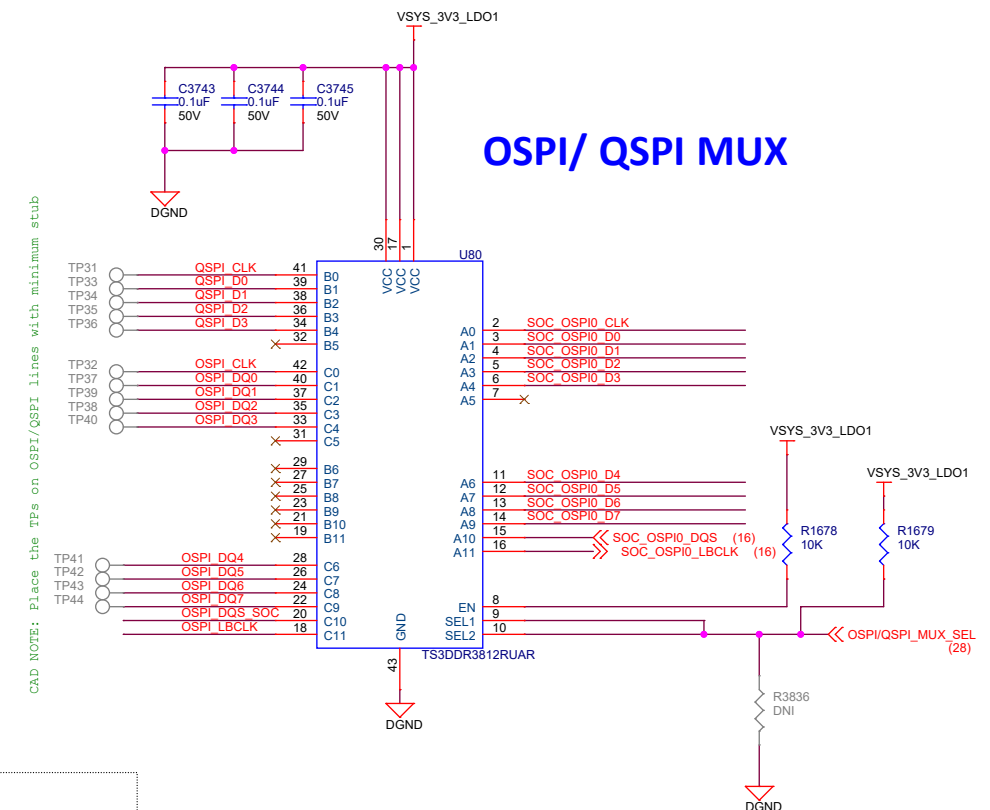 VSYS_3V3_LDO1
C3743
0.1uF
50V
C3744
0.1uF
50V
C3745
0.1uF
50V
DGND
OSPI/ QSPI MUX
CAD NOTE: Place the TPs on OSPI/QSPI lines with minimum stub
30
17
1
VCC
VCC
VCC
U80
TP31 QSPI_CLK 41 B0
TP33 QSPI_D0 39 B1
TP34 QSPI_D1 38 B2
TP35 QSPI_D2 36 B3
TP36 QSPI_D3 34 B4
32 B5
TP32 OSPI_CLK 42 C0
TP37 OSPI_DQ0 40 C1
TP39 OSPI_DQ1 37 C2
TP38 OSPI_DQ2 35 C3
TP40 OSPI_DQ3 33 C4
31 C5
29 B6
27 B7
25 B8
23 B9
21 B10
19 B11
TP41 OSPI_DQ4 28 C6
TP42 OSPI_DQ5 26 C7
TP43 OSPI_DQ6 24 C8
TP44 OSPI_DQ7 22 C9
OSPI_DQS_SOC 20 C10
OSPI_LBCLK 18 C11
A0 2 SOC_OSPI0_CLK
A1 3 SOC_OSPI0_D0
A2 4 SOC_OSPI0_D1
A3 5 SOC_OSPI0_D2
A4 6 SOC_OSPI0_D3
A5 7
A6 11 SOC_OSPI0_D4
A7 12 SOC_OSPI0_D5
A8 13 SOC_OSPI0_D6
A9 14 SOC_OSPI0_D7
A10 15 SOC_OSPI0_DQS (16)
A11 16 SOC_OSPI0_LBCLK (16)
EN 8
SEL1 9
SEL2 10
GND
43
TS3DDR3812RUAR
DGND
VSYS_3V3_LDO1
R1678
10K
VSYS_3V3_LDO1
R1679
10K
OSPI/QSPI_MUX_SEL
(28)
R3836
DNI
DGND